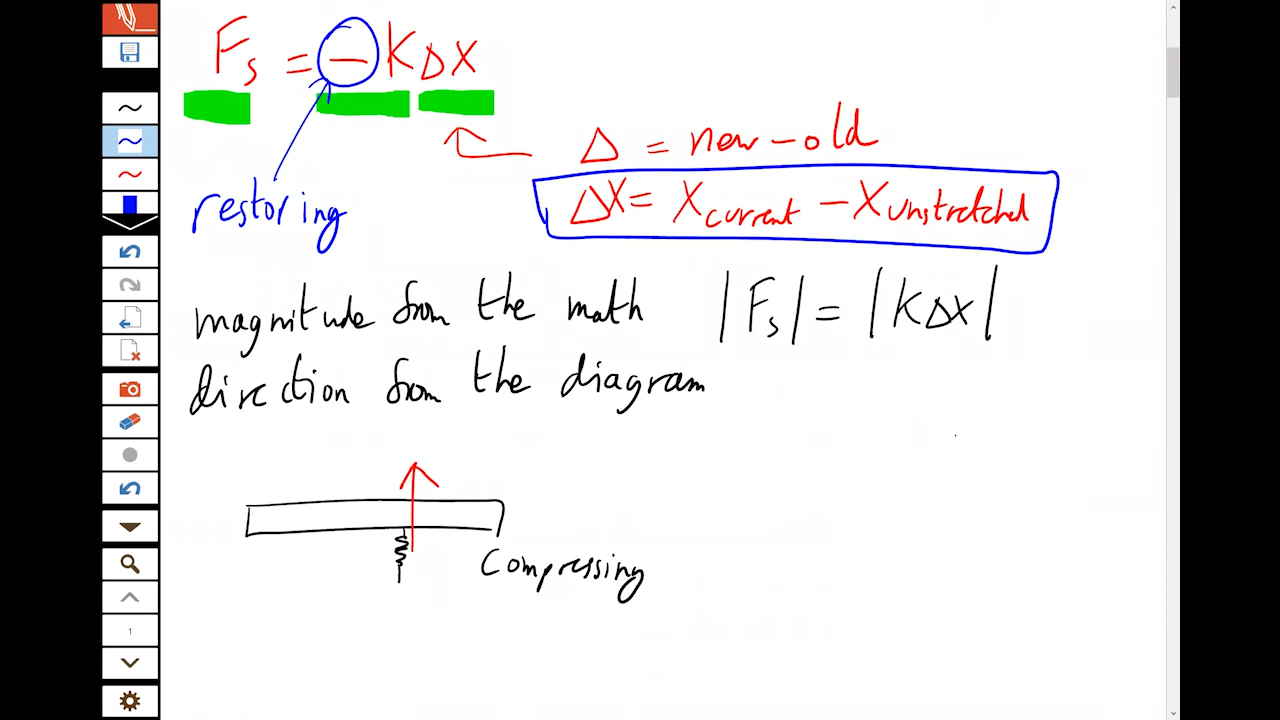 Fs = -KΔX
Δ = new - old
restoring
ΔX = Xcurrent - Xunstretched
magnitude from the math |Fs| = |KΔX|
direction from the diagram
Compressing
1